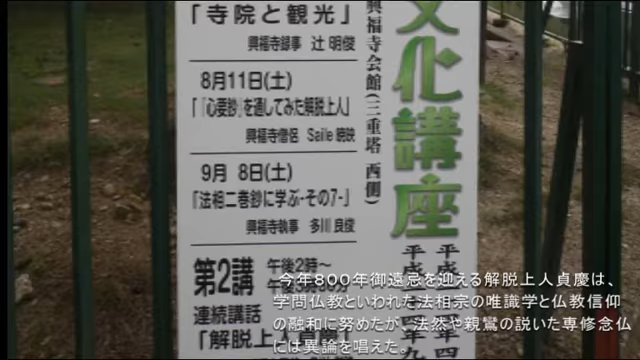 文化講座
興福寺会館(三重塔 西側)
「寺院と観光」
興福寺録事 辻 明俊
8月11日(土)
「『心要鈔』を通してみた解脱上人」
興福寺僧侶 Saile 暁映
9月 8日(土)
「法相二巻鈔に学ぶ-その7-」
興福寺執事 多川 良俊
第2講 午後2時〜
連続講話
「解脱上人
今年800年御遠忌を迎える解脱上人貞慶は、
学問仏教といわれた法相宗の唯識学と仏教信仰
の融和に努めたが、法然や親鸞の説いた専修念仏
には異論を唱えた。